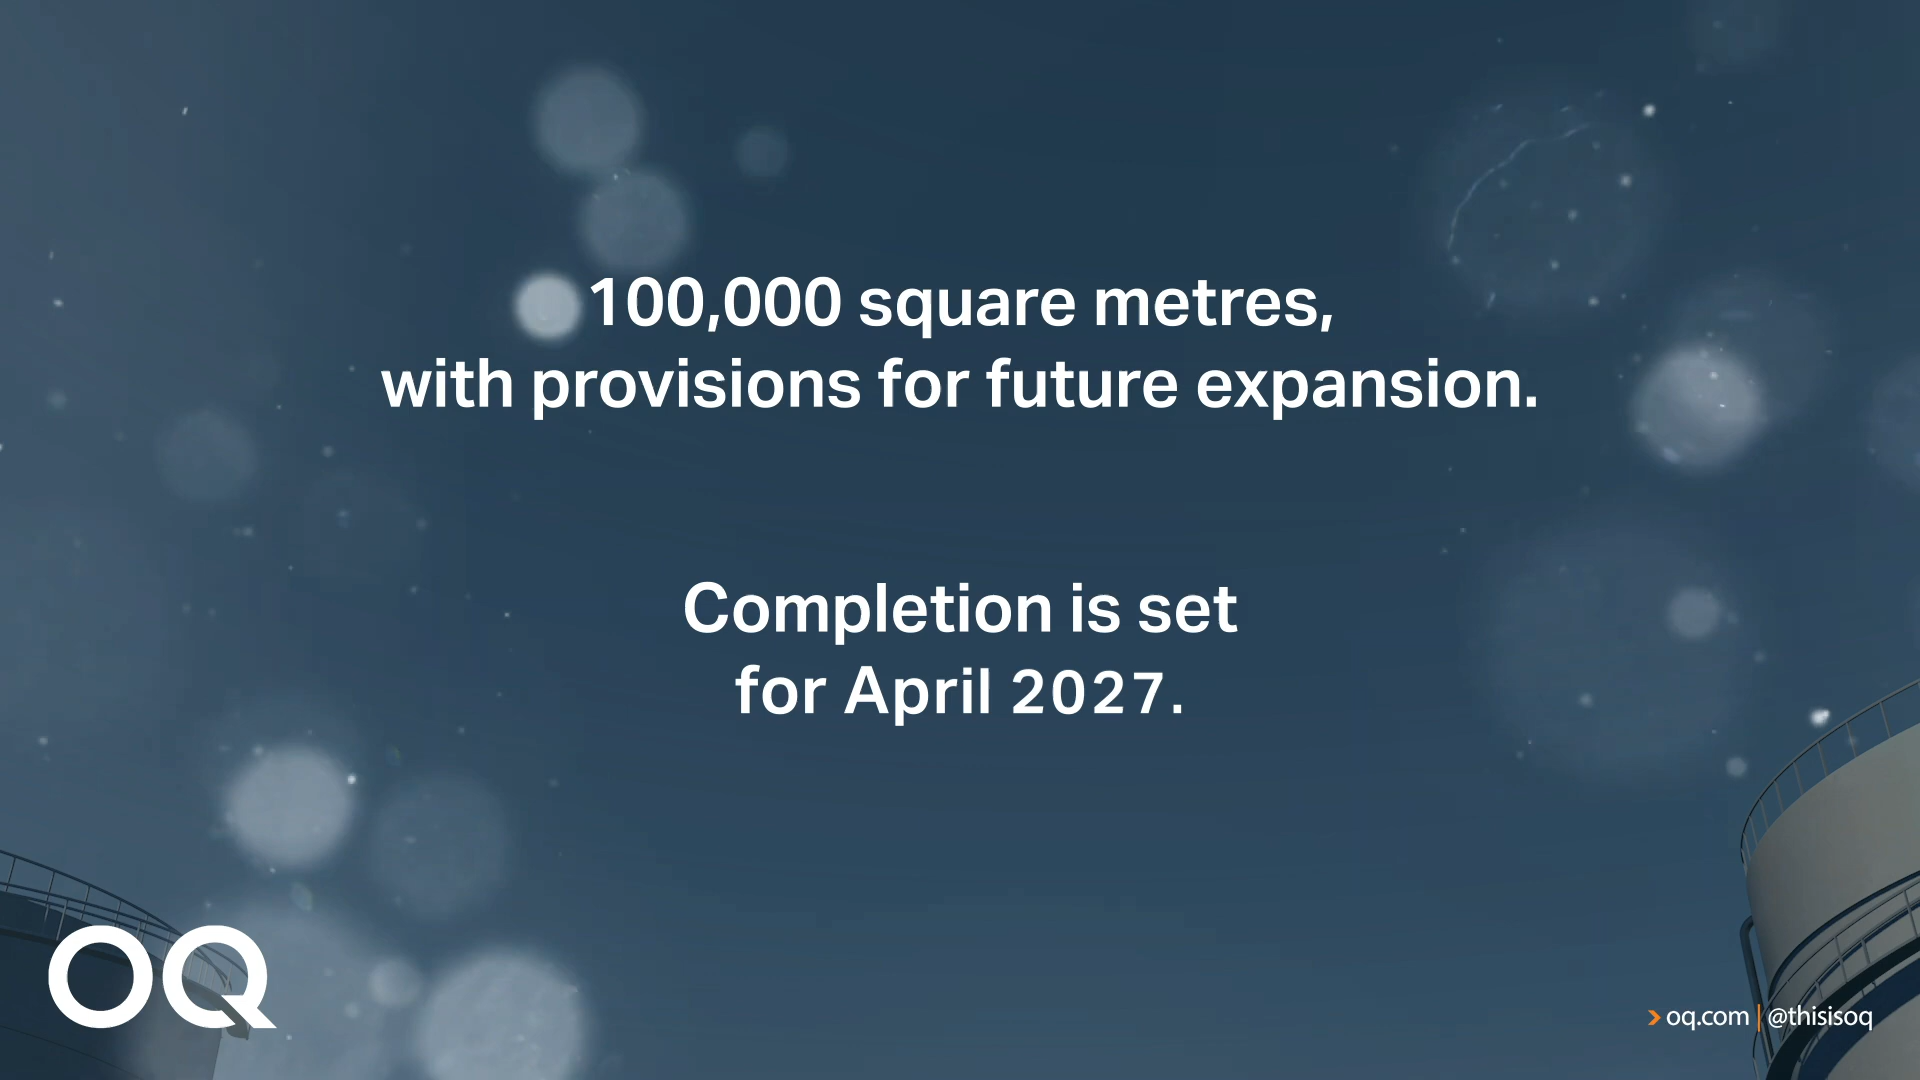 100,000 square metres,
with provisions for future expansion.
Completion is set
for April 2027.
OQ
oq.com | @thisisoq